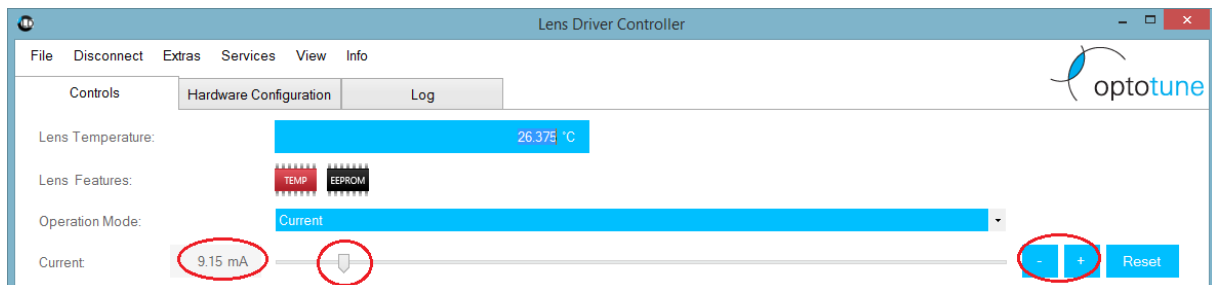 Lens Driver Controller
File Disconnect Extras Services View Info
optotune
Controls Hardware Configuration Log
Lens Temperature: 26.375 °C
Lens Features: TEMP EEPROM
Operation Mode: Current
Current: 9.15 mA - + Reset